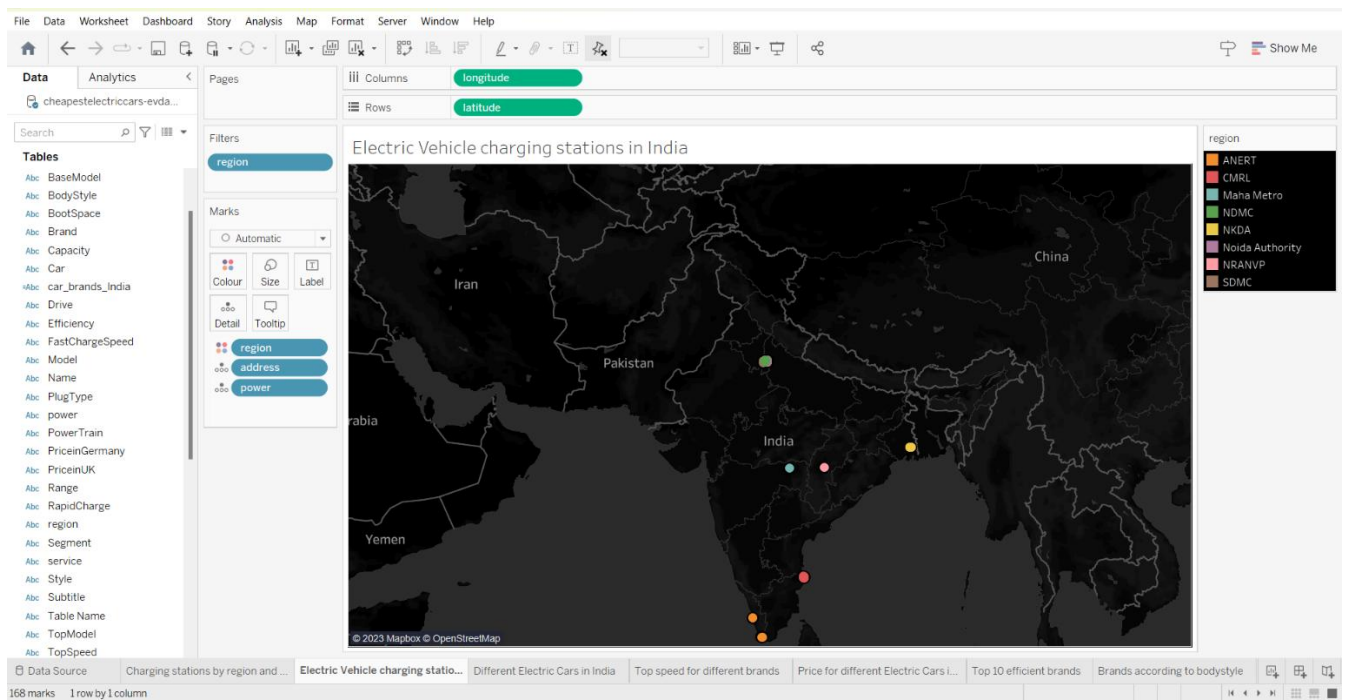 File Data Worksheet Dashboard Story Analysis Map Format Server Window Help
Show Me
Data Analytics
cheapestelectriccars-evda...
Search
Tables
Abc BaseModel
Abc BodyStyle
Abc BootSpace
Abc Brand
Abc Capacity
Abc Car
=Abc car_brands_India
Abc Drive
Abc Efficiency
Abc FastChargeSpeed
Abc Model
Abc Name
Abc PlugType
Abc power
Abc PowerTrain
Abc PriceinGermany
Abc PriceinUK
Abc Range
Abc RapidCharge
Abc region
Abc Segment
Abc service
Abc Style
Abc Subtitle
Abc Table Name
Abc TopModel
Abc TopSpeed
Pages
Filters
region
Marks
Automatic
Colour Size Label
Detail Tooltip
region
address
power
Columns longitude
Rows latitude
Electric Vehicle charging stations in India
China
Iran
Pakistan
rabia
India
Yemen
© 2023 Mapbox © OpenStreetMap
region
ANERT
CMRL
Maha Metro
NDMC
NKDA
Noida Authority
NRANVP
SDMC
Data Source Charging stations by region and ... Electric Vehicle charging statio... Different Electric Cars in India Top speed for different brands Price for different Electric Cars i... Top 10 efficient brands Brands according to bodystyle
168 marks 1 row by 1 column